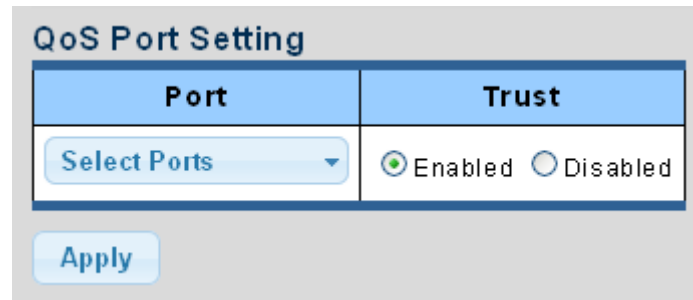 QoS Port Setting
Port Trust
Select Ports Enabled Disabled
Apply